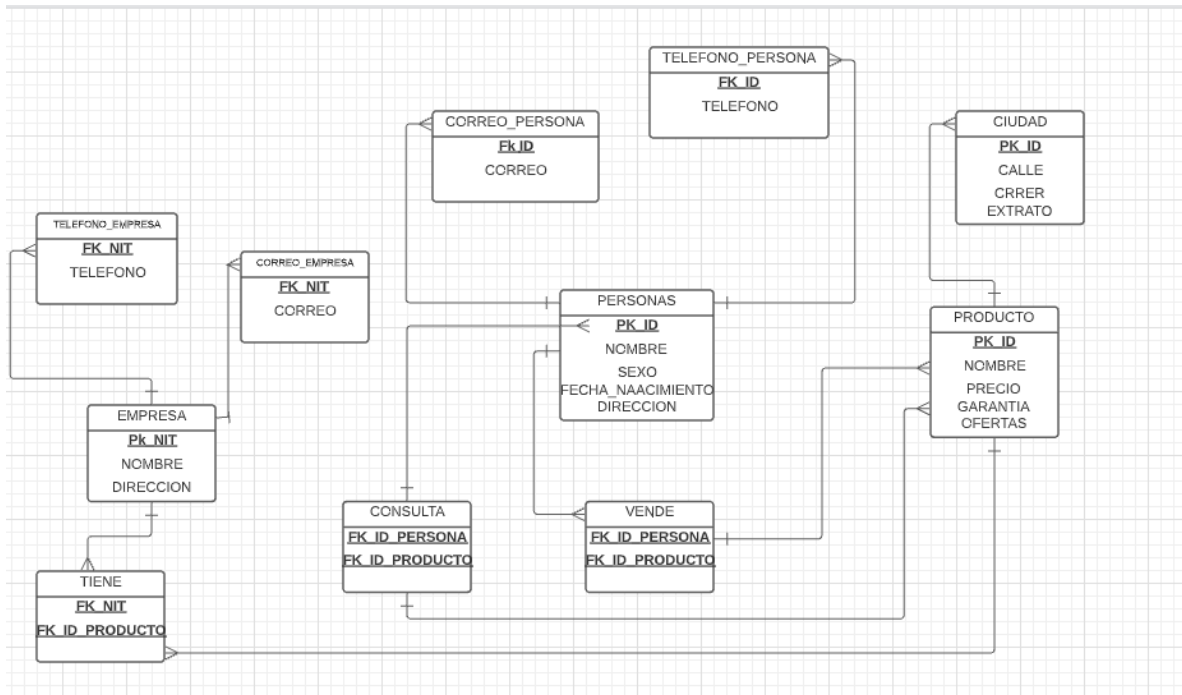 TELEFONO_PERSONA
FK_ID
TELEFONO
CORREO_PERSONA
Fk_ID
CORREO
CIUDAD
PK_ID
CALLE
CRRER
EXTRATO
TELEFONO_EMPRESA
FK_NIT
TELEFONO
CORREO_EMPRESA
FK_NIT
CORREO
PERSONAS
PK_ID
NOMBRE
SEXO
FECHA_NAACIMIENTO
DIRECCION
PRODUCTO
PK_ID
NOMBRE
PRECIO
GARANTIA
OFERTAS
EMPRESA
Pk_NIT
NOMBRE
DIRECCION
CONSULTA
FK_ID_PERSONA
FK_ID_PRODUCTO
VENDE
FK_ID_PERSONA
FK_ID_PRODUCTO
TIENE
FK_NIT
FK_ID_PRODUCTO